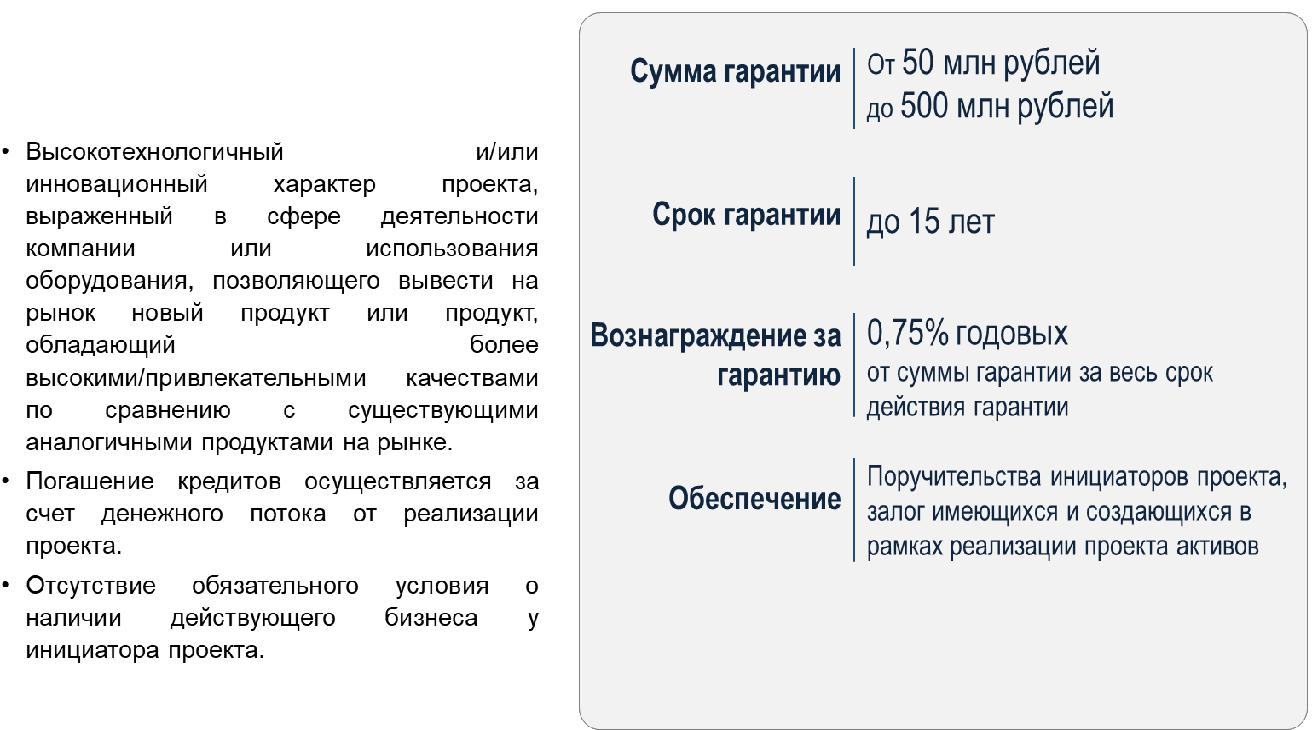 • Высокотехнологичный и/или
инновационный характер проекта,
выраженный в сфере деятельности
компании или использования
оборудования, позволяющего вывести на
рынок новый продукт или продукт,
обладающий более
высокими/привлекательными качествами
по сравнению с существующими
аналогичными продуктами на рынке.
• Погашение кредитов осуществляется за
счет денежного потока от реализации
проекта.
• Отсутствие обязательного условия о
наличии действующего бизнеса у
инициатора проекта.
Сумма гарантии
От 50 млн рублей
до 500 млн рублей
Срок гарантии
до 15 лет
Вознаграждение за
гарантию
0,75% годовых
от суммы гарантии за весь срок
действия гарантии
Обеспечение
Поручительства инициаторов проекта,
залог имеющихся и создающихся в
рамках реализации проекта активов